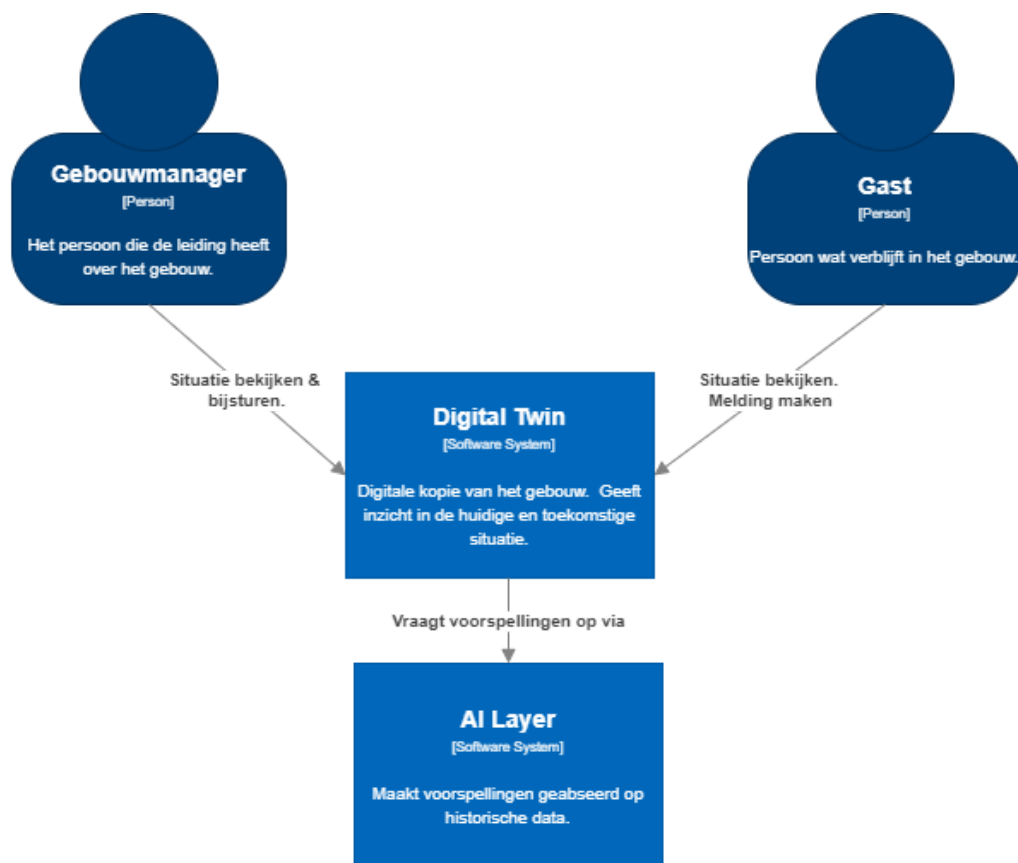 Gebouwmanager
[Person]
Het persoon die de leiding heeft
over het gebouw.
Gast
[Person]
Persoon wat verblijft in het gebouw.
Situatie bekijken &
bijsturen.
Situatie bekijken.
Melding maken
Digital Twin
[Software System]
Digitale kopie van het gebouw. Geeft
inzicht in de huidige en toekomstige
situatie.
Vraagt voorspellingen op via
AI Layer
[Software System]
Maakt voorspellingen geabseerd op
historische data.